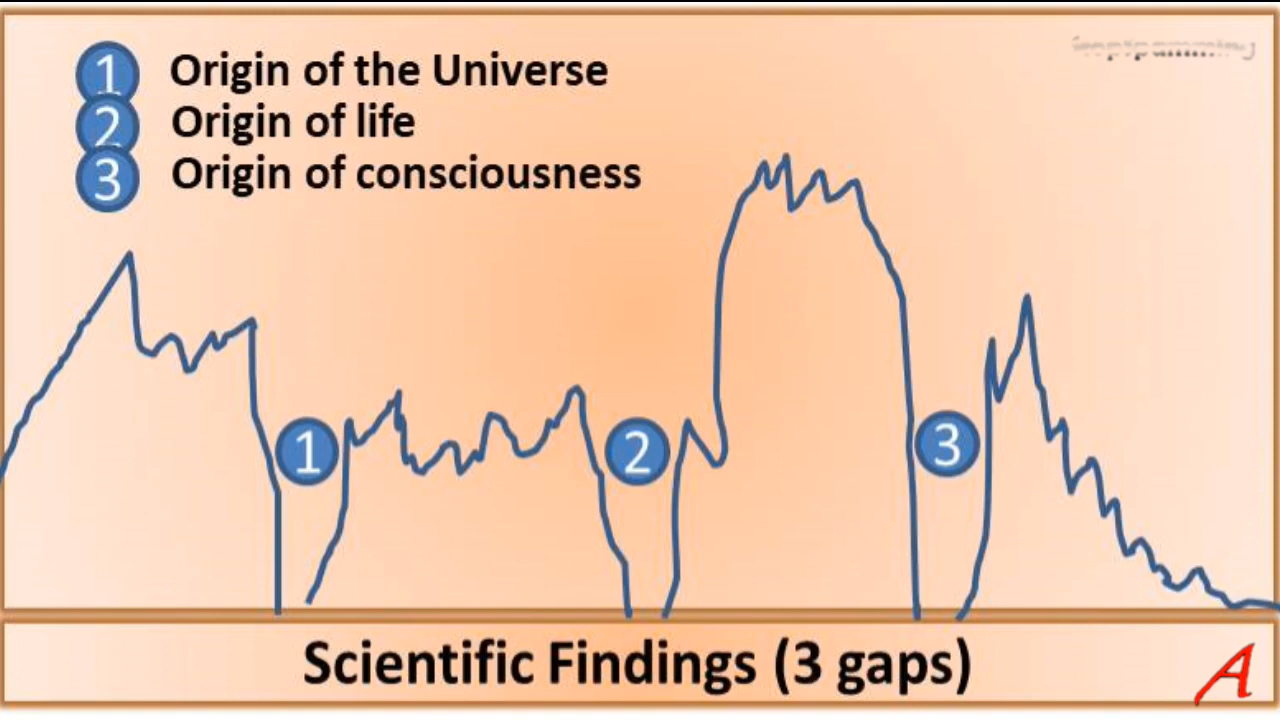 1 Origin of the Universe
2 Origin of life
3 Origin of consciousness
1 2 3
Scientific Findings (3 gaps)
A